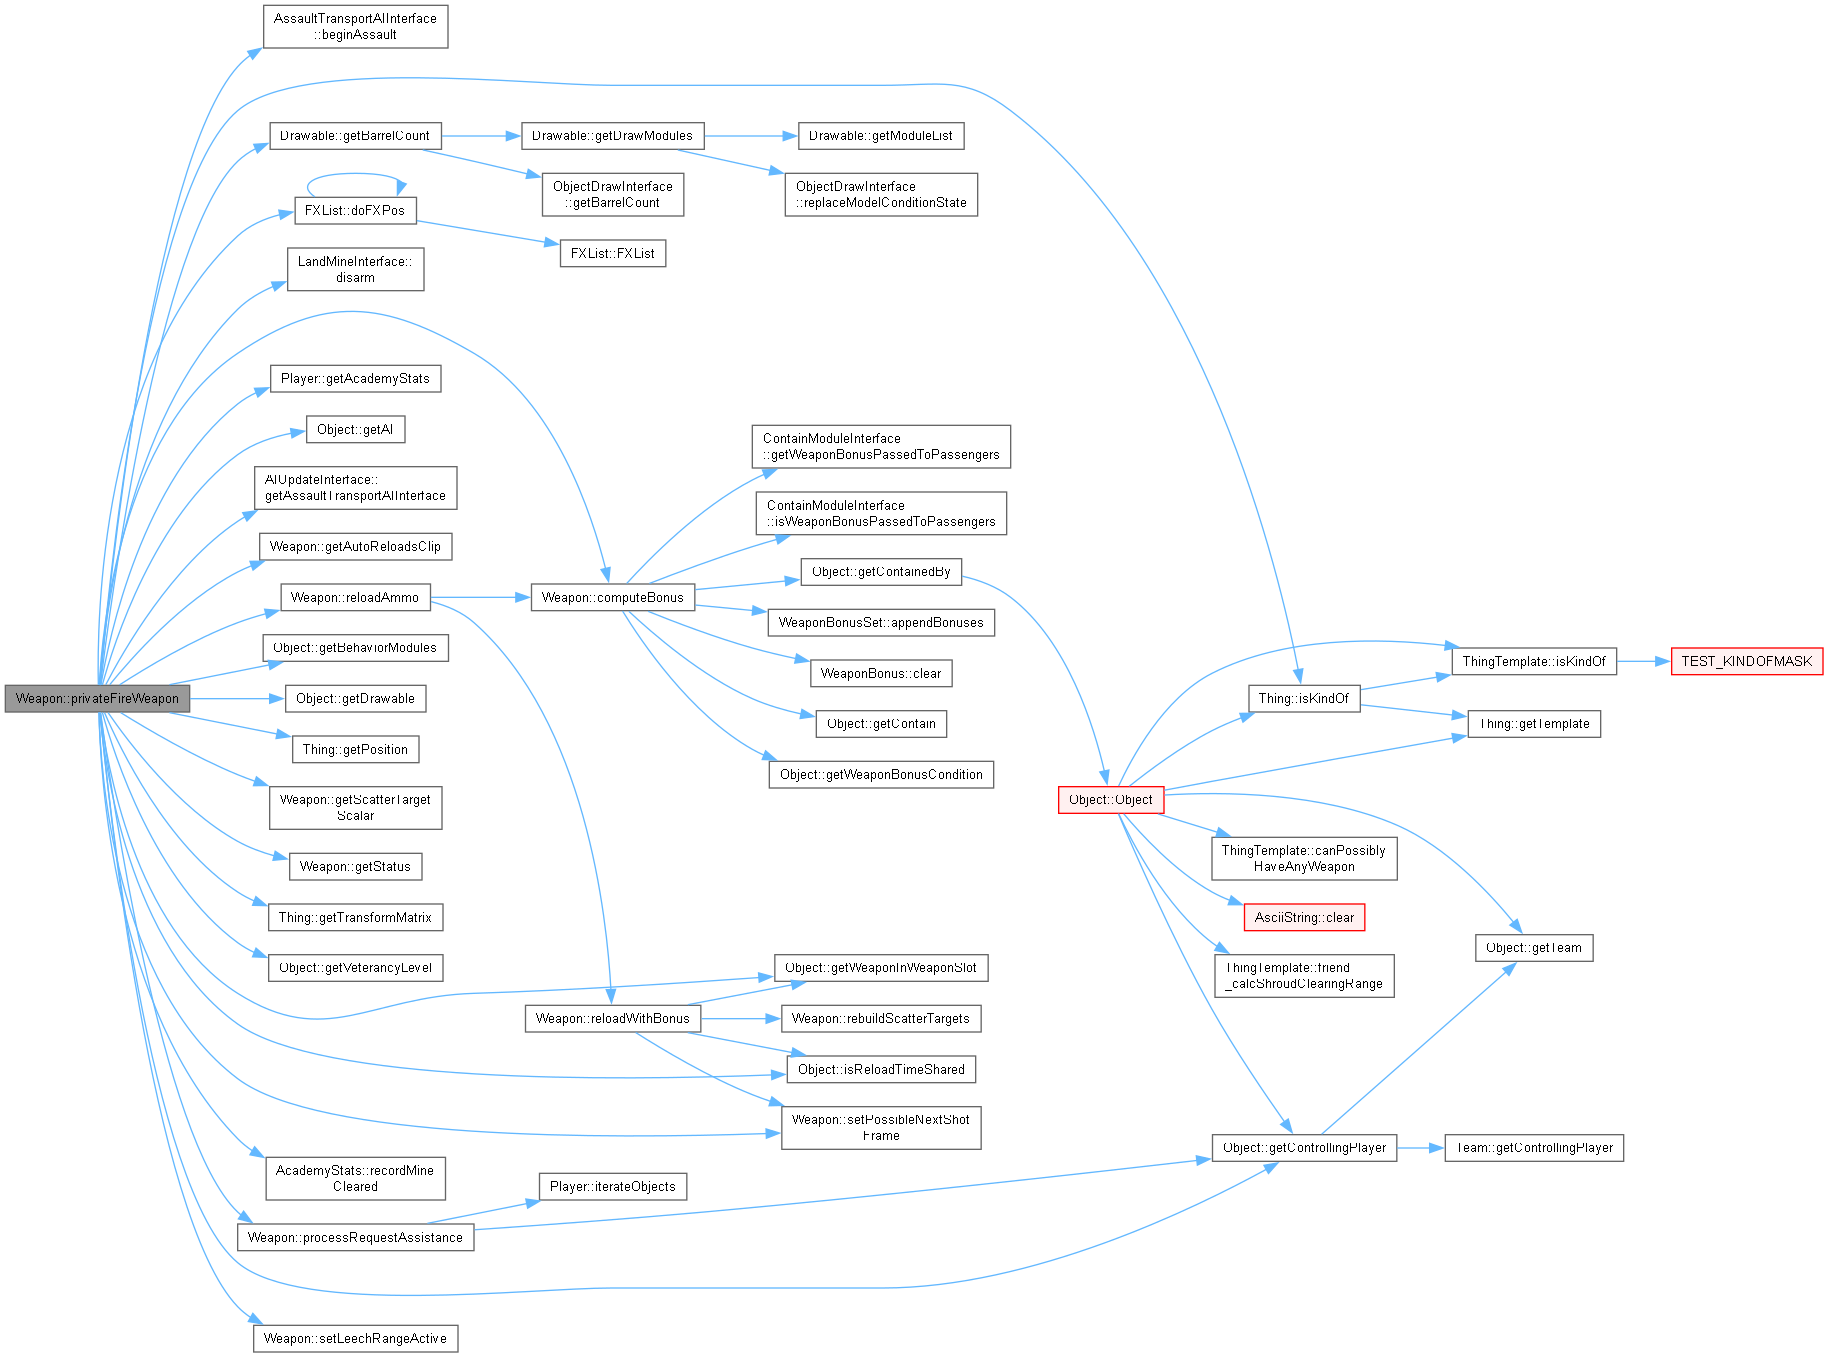 Weapon::privateFireWeapon
AssaultTransportAIInterface
::beginAssault
Drawable::getBarrelCount
FXList::doFXPos
LandMineInterface::
disarm
Player::getAcademyStats
Object::getAI
AIUpdateInterface::
getAssaultTransportAIInterface
Weapon::getAutoReloadsClip
Weapon::reloadAmmo
Object::getBehaviorModules
Object::getDrawable
Thing::getPosition
Weapon::getScatterTarget
Scalar
Weapon::getStatus
Thing::getTransformMatrix
Object::getVeterancyLevel
AcademyStats::recordMine
Cleared
Weapon::processRequestAssistance
Weapon::setLeechRangeActive
Drawable::getDrawModules
ObjectDrawInterface
::getBarrelCount
FXList::FXList
Weapon::computeBonus
Weapon::reloadWithBonus
Player::iterateObjects
Drawable::getModuleList
ObjectDrawInterface
::replaceModelConditionState
ContainModuleInterface
::getWeaponBonusPassedToPassengers
ContainModuleInterface
::isWeaponBonusPassedToPassengers
Object::getContainedBy
WeaponBonusSet::appendBonuses
WeaponBonus::clear
Object::getContain
Object::getWeaponBonusCondition
Object::getWeaponInWeaponSlot
Weapon::rebuildScatterTargets
Object::isReloadTimeShared
Weapon::setPossibleNextShot
Frame
Object::Object
Thing::isKindOf
ThingTemplate::canPossibly
HaveAnyWeapon
AsciiString::clear
ThingTemplate::friend
_calcShroudClearingRange
Object::getControllingPlayer
ThingTemplate::isKindOf
Thing::getTemplate
Object::getTeam
Team::getControllingPlayer
TEST_KINDOFMASK